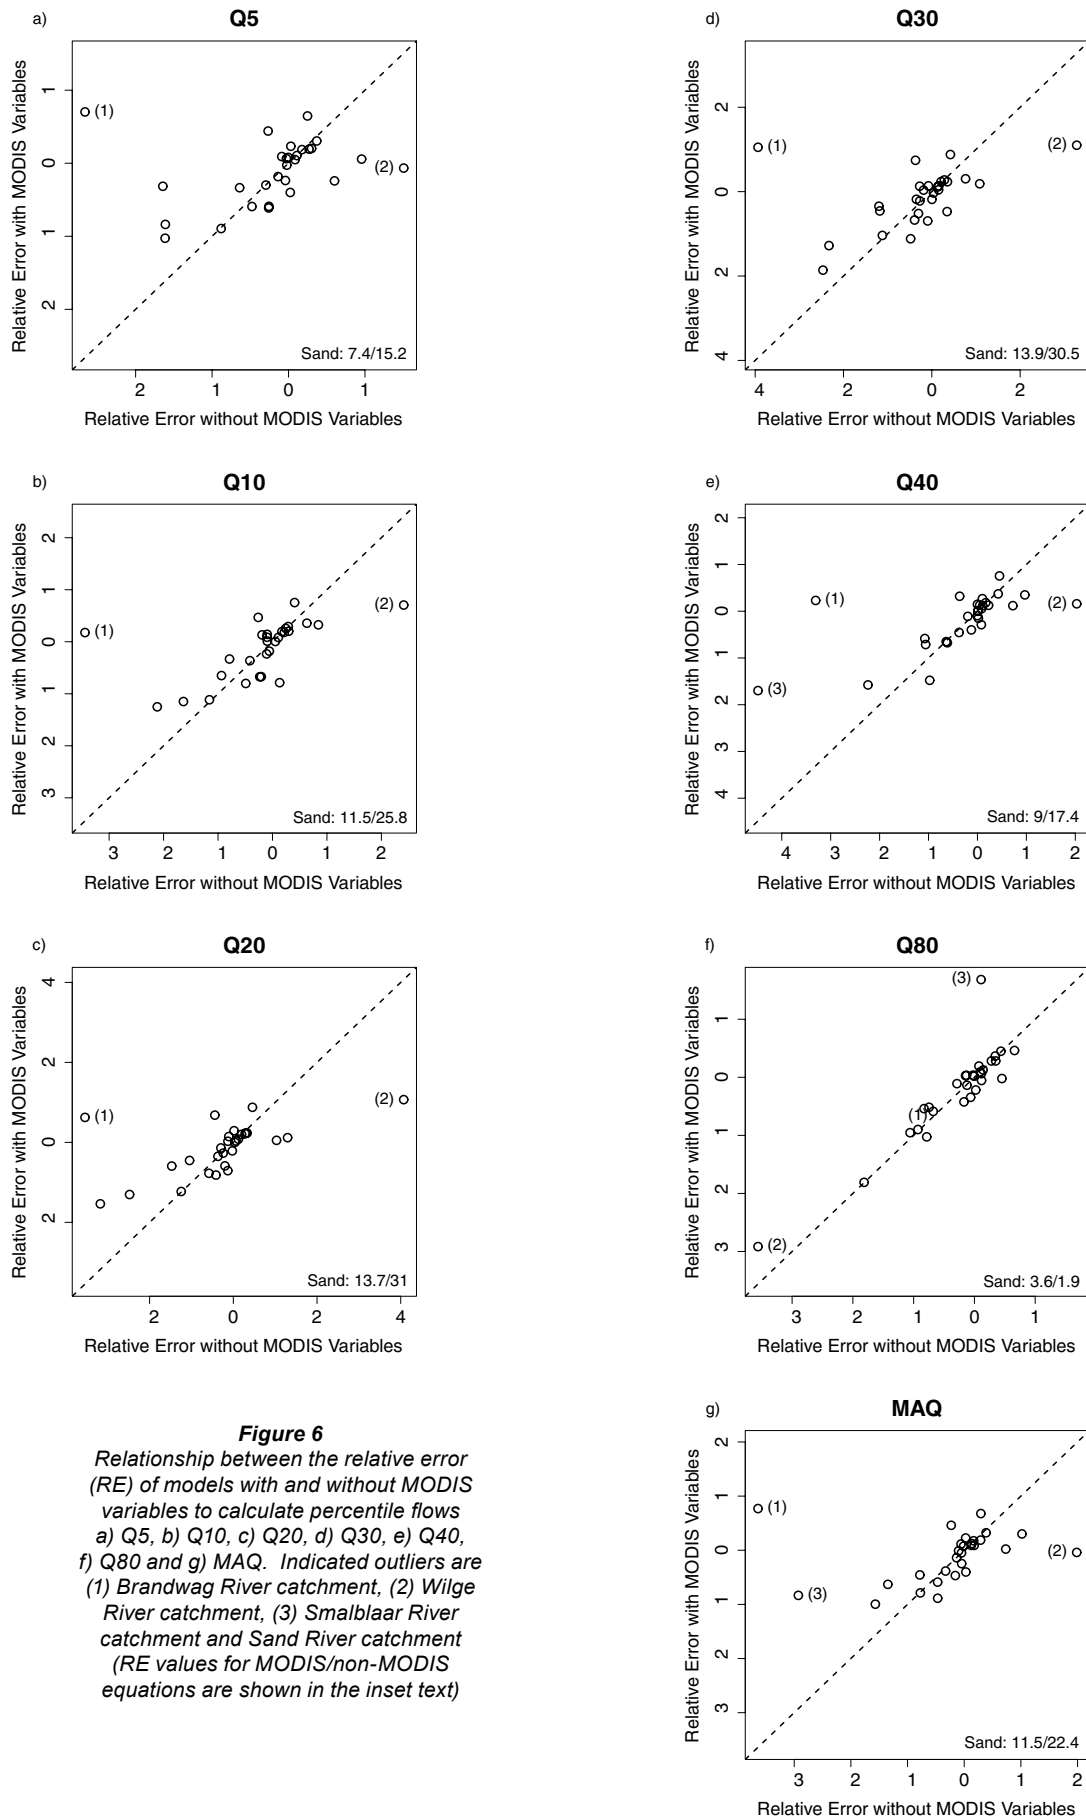 a)
Q5
Relative Error with MODIS Variables
1
0
1
2
(1)
(2)
Sand: 7.4/15.2
2 1 0 1
Relative Error without MODIS Variables
b)
Q10
Relative Error with MODIS Variables
2
1
0
1
2
3
(1)
(2)
Sand: 11.5/25.8
3 2 1 0 1 2
Relative Error without MODIS Variables
c)
Q20
Relative Error with MODIS Variables
4
2
0
2
(1)
(2)
Sand: 13.7/31
2 0 2 4
Relative Error without MODIS Variables
Figure 6
Relationship between the relative error
(RE) of models with and without MODIS
variables to calculate percentile flows
a) Q5, b) Q10, c) Q20, d) Q30, e) Q40,
f) Q80 and g) MAQ. Indicated outliers are
(1) Brandwag River catchment, (2) Wilge
River catchment, (3) Smalblaar River
catchment and Sand River catchment
(RE values for MODIS/non-MODIS
equations are shown in the inset text)
d)
Q30
Relative Error with MODIS Variables
2
0
2
4
(1)
(2)
Sand: 13.9/30.5
4 2 0 2
Relative Error without MODIS Variables
e)
Q40
Relative Error with MODIS Variables
2
1
0
1
2
3
4
(1)
(2)
(3)
Sand: 9/17.4
4 3 2 1 0 1 2
Relative Error without MODIS Variables
f)
Q80
Relative Error with MODIS Variables
1
0
1
2
3
(3)
(1)
(2)
Sand: 3.6/1.9
3 2 1 0 1
Relative Error without MODIS Variables
g)
MAQ
Relative Error with MODIS Variables
2
1
0
1
2
3
(1)
(2)
(3)
Sand: 11.5/22.4
3 2 1 0 1 2
Relative Error without MODIS Variables